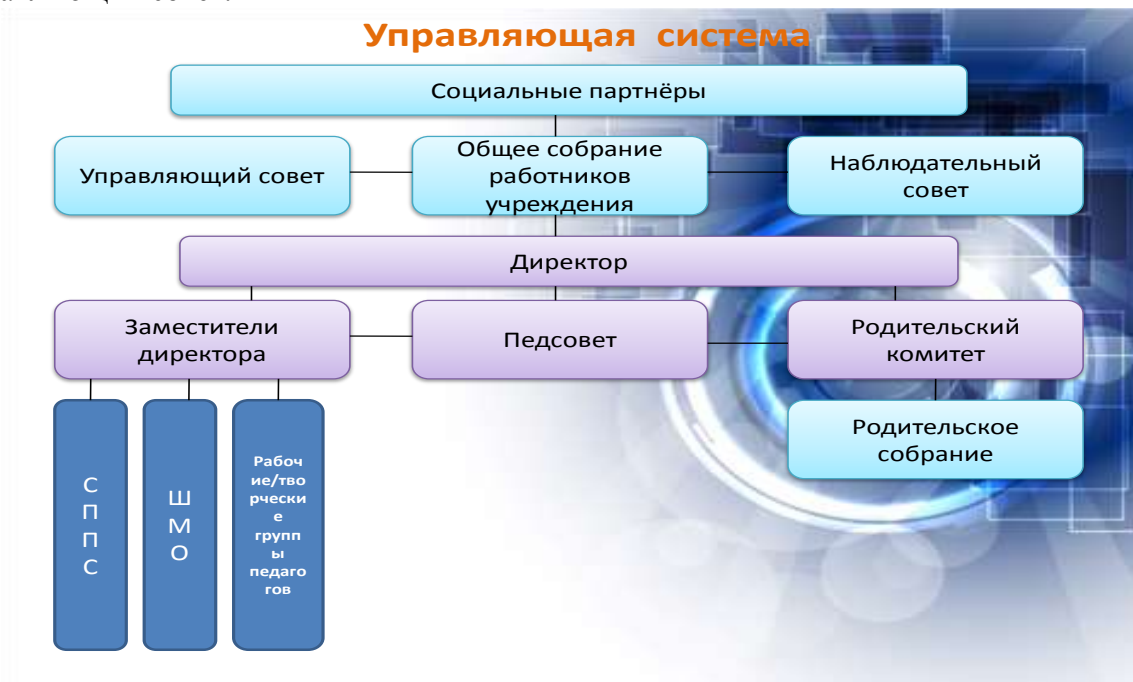 Управляющая система
Социальные партнёры
Управляющий совет
Общее собрание
работников
учреждения
Наблюдательный
совет
Директор
Заместители
директора
Педсовет
Родительский
комитет
Родительское
собрание
С
П
П
С
Ш
М
О
Рабоч
ие/тво
рчески
е
групп
ы
педаго
гов